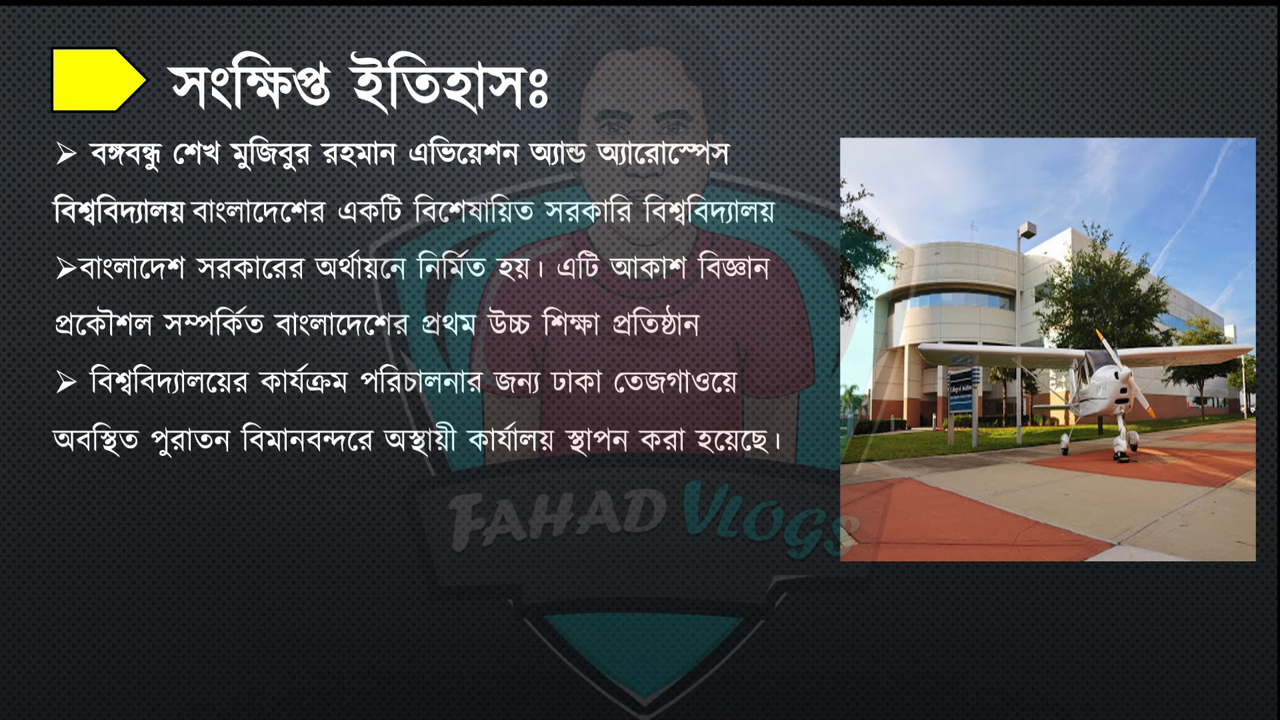 সংক্ষিপ্ত ইতিহাসঃ
➢ বঙ্গবন্ধু শেখ মুজিবুর রহমান এভিয়েশন অ্যান্ড অ্যারোস্পেস
বিশ্ববিদ্যালয় বাংলাদেশের একটি বিশেষায়িত সরকারি বিশ্ববিদ্যালয়
➢বাংলাদেশ সরকারের অর্থায়নে নির্মিত হয়। এটি আকাশ বিজ্ঞান
প্রকৌশল সম্পর্কিত বাংলাদেশের প্রথম উচ্চ শিক্ষা প্রতিষ্ঠান
➢ বিশ্ববিদ্যালয়ের কার্যক্রম পরিচালনার জন্য ঢাকা তেজগাওয়ে
অবস্থিত পুরাতন বিমানবন্দরে অস্থায়ী কার্যালয় স্থাপন করা হয়েছে।
FAHAD VLOGS